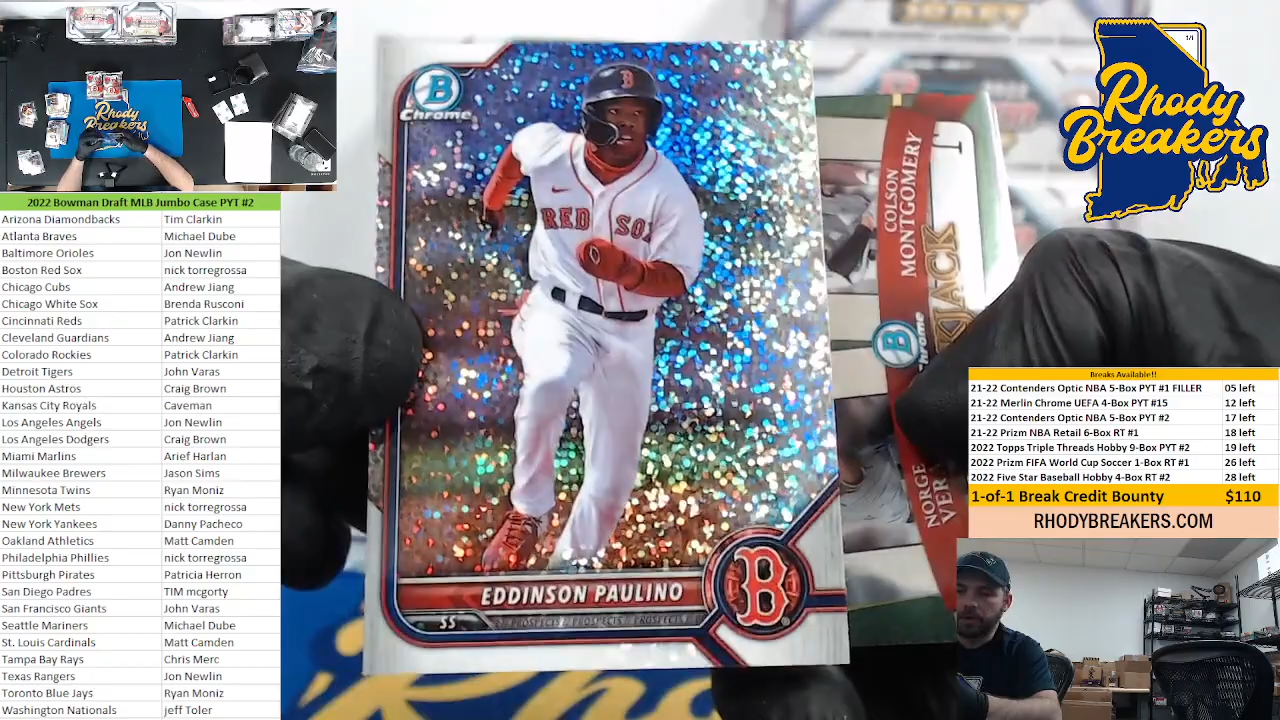 2022 Bowman Draft MLB Jumbo Case PYT #2
Arizona Diamondbacks Tim Clarkin
Atlanta Braves Michael Dube
Baltimore Orioles Jon Newlin
Boston Red Sox nick torregrossa
Chicago Cubs Andrew Jiang
Chicago White Sox Brenda Rusconi
Cincinnati Reds Patrick Clarkin
Cleveland Guardians Andrew Jiang
Colorado Rockies Patrick Clarkin
Detroit Tigers John Varas
Houston Astros Craig Brown
Kansas City Royals Caveman
Los Angeles Angels Jon Newlin
Los Angeles Dodgers Craig Brown
Miami Marlins Arief Harlan
Milwaukee Brewers Jason Sims
Minnesota Twins Ryan Moniz
New York Mets nick torregrossa
New York Yankees Danny Pacheco
Oakland Athletics Matt Camden
Philadelphia Phillies nick torregrossa
Pittsburgh Pirates Patricia Herron
San Diego Padres TIM mcgorty
San Francisco Giants John Varas
Seattle Mariners Michael Dube
St. Louis Cardinals Matt Camden
Tampa Bay Rays Chris Merc
Texas Rangers Jon Newlin
Toronto Blue Jays Ryan Moniz
Washington Nationals jeff Toler
Rhody
Breakers
B
Chrome
B
RED SOX
EDDINSON PAULINO
SS
PROSPECTS / PROSPECTS
B
COLSON
MONTGOMERY
B
Chrome
NORGE
DRAFT
1/1
Rhody
Breakers
Breaks Available!!
21-22 Contenders Optic NBA 5-Box PYT #1 FILLER 05 left
21-22 Merlin Chrome UEFA 4-Box PYT #15 12 left
21-22 Contenders Optic NBA 5-Box PYT #2 17 left
21-22 Prizm NBA Retail 6-Box RT #1 18 left
2022 Topps Triple Threads Hobby 9-Box PYT #2 19 left
2022 Prizm FIFA World Cup Soccer 1-Box RT #1 26 left
2022 Five Star Baseball Hobby 4-Box RT #2 28 left
1-of-1 Break Credit Bounty $110
RHODYBREAKERS.COM